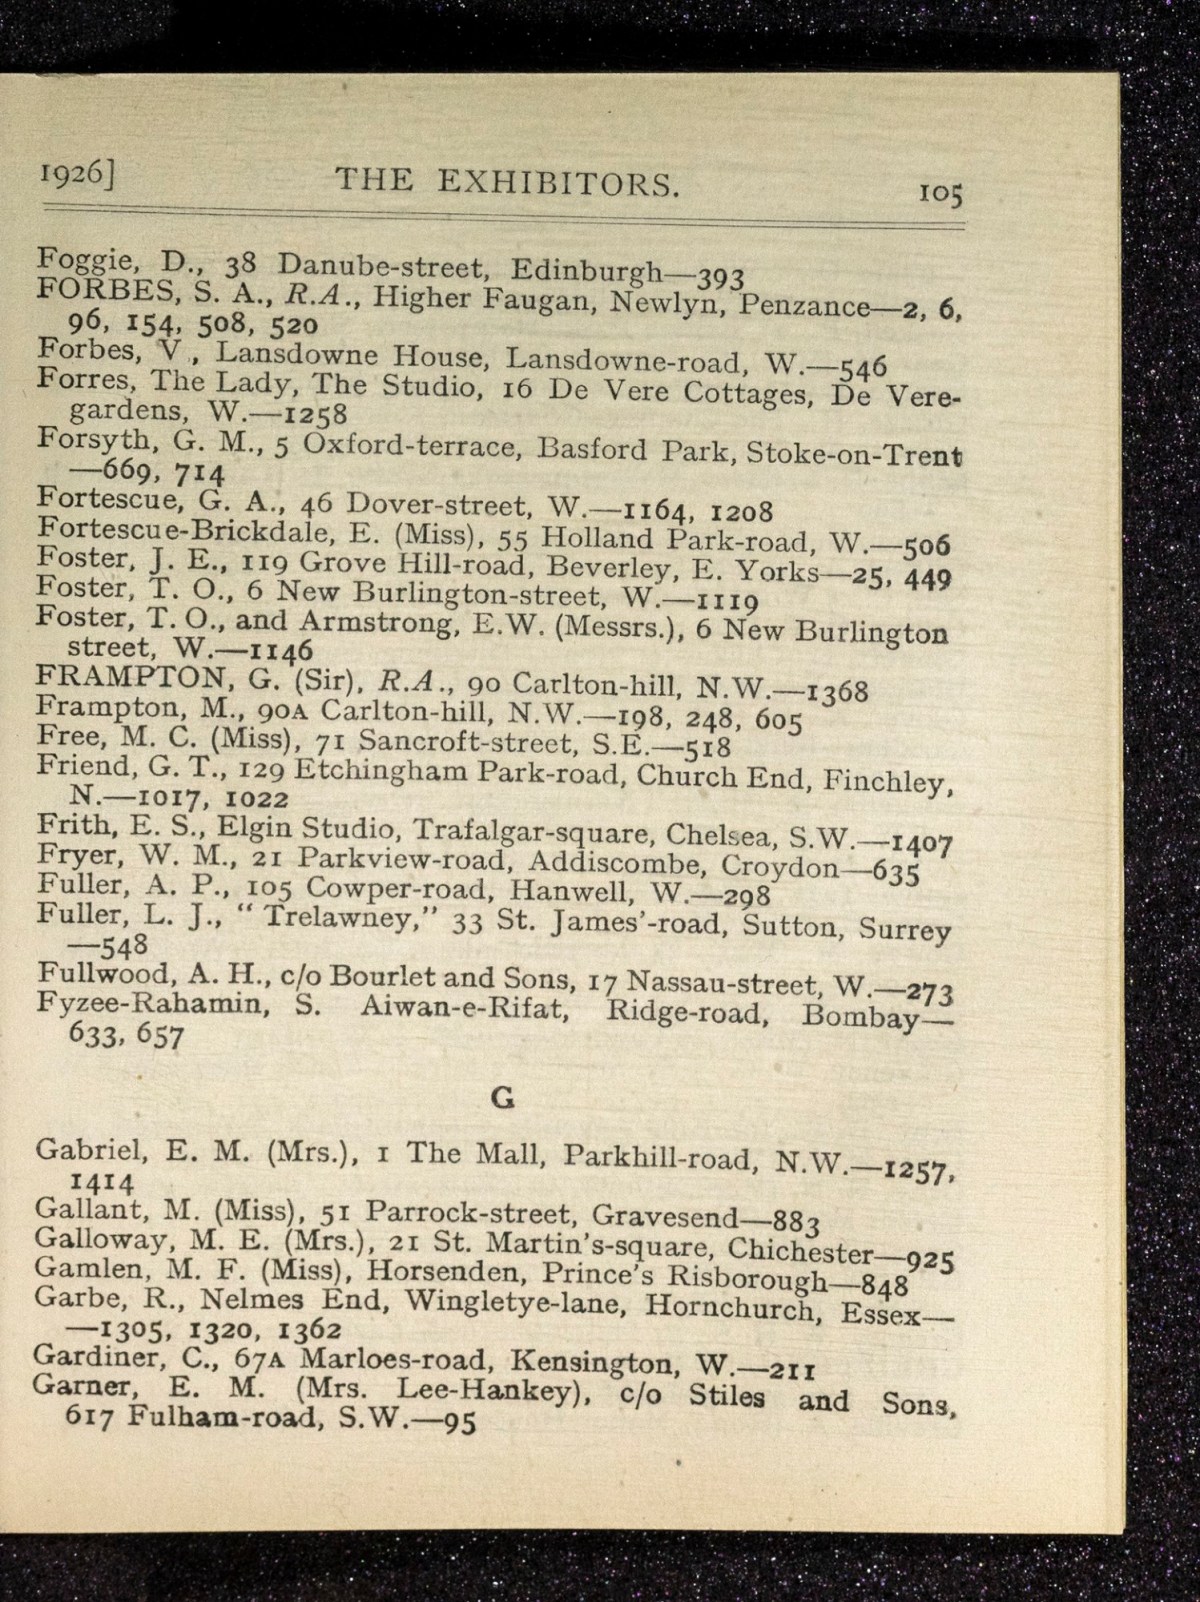 1926] THE EXHIBITORS. 105
Foggie, D., 38 Danube-street, Edinburgh—393
FORBES, S. A., R.A., Higher Faugan, Newlyn, Penzance—2, 6,
96, 154, 508, 520
Forbes, V., Lansdowne House, Lansdowne-road, W.—546
Forres, The Lady, The Studio, 16 De Vere Cottages, De Vere-
gardens, W.—1258
Forsyth, G. M., 5 Oxford-terrace, Basford Park, Stoke-on-Trent
—669, 714
Fortescue, G. A., 46 Dover-street, W.—1164, 1208
Fortescue-Brickdale, E. (Miss), 55 Holland Park-road, W.—506
Foster, J. E., 119 Grove Hill-road, Beverley, E. Yorks—25, 449
Foster, T. O., 6 New Burlington-street, W.—1119
Foster, T. O., and Armstrong, E.W. (Messrs.), 6 New Burlington
street, W.—1146
FRAMPTON, G. (Sir), R.A., 90 Carlton-hill, N.W.—1368
Frampton, M., 90A Carlton-hill, N.W.—198, 248, 605
Free, M. C. (Miss), 71 Sancroft-street, S.E.—518
Friend, G. T., 129 Etchingham Park-road, Church End, Finchley,
N.—1017, 1022
Frith, E. S., Elgin Studio, Trafalgar-square, Chelsea, S.W.—1407
Fryer, W. M., 21 Parkview-road, Addiscombe, Croydon—635
Fuller, A. P., 105 Cowper-road, Hanwell, W.—298
Fuller, L. J., “ Trelawney,” 33 St. James’-road, Sutton, Surrey
—548
Fullwood, A. H., c/o Bourlet and Sons, 17 Nassau-street, W.—273
Fyzee-Rahamin, S. Aiwan-e-Rifat, Ridge-road, Bombay—
633, 657
G
Gabriel, E. M. (Mrs.), 1 The Mall, Parkhill-road, N.W.—1257,
1414
Gallant, M. (Miss), 51 Parrock-street, Gravesend—883
Galloway, M. E. (Mrs.), 21 St. Martin's-square, Chichester—925
Gamlen, M. F. (Miss), Horsenden, Prince's Risborough—848
Garbe, R., Nelmes End, Wingletye-lane, Hornchurch, Essex—
—1305, 1320, 1362
Gardiner, C., 67A Marloes-road, Kensington, W.—211
Garner, E. M. (Mrs. Lee-Hankey), c/o Stiles and Sons,
617 Fulham-road, S.W.—95